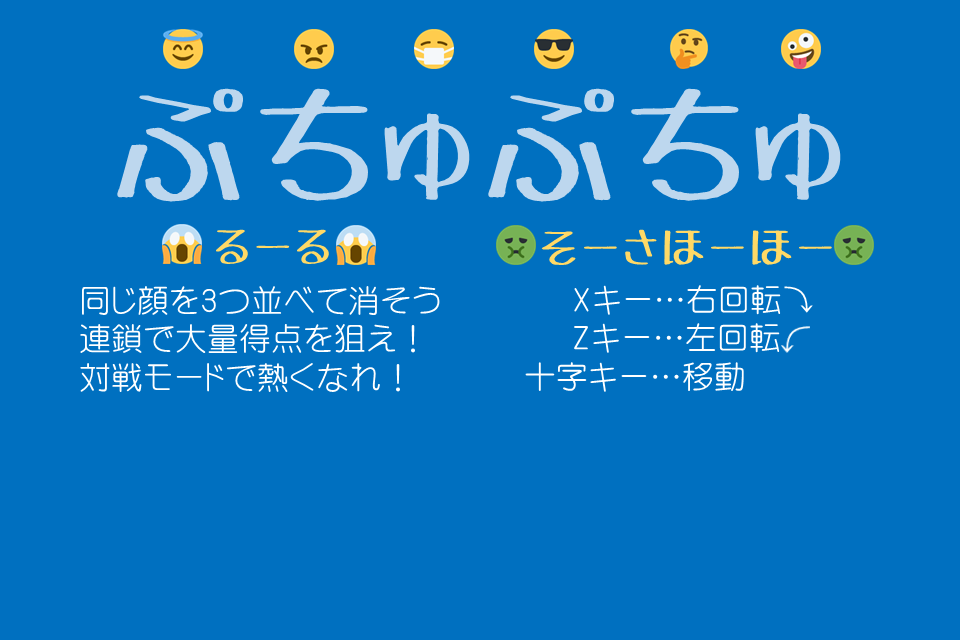 ぷちゅぷちゅ
るーる
同じ顔を3つ並べて消そう
連鎖で大量得点を狙え！
対戦モードで熱くなれ！
そーさほーほー
Xキー…右回転⤵
Zキー…左回転⤹
十字キー…移動